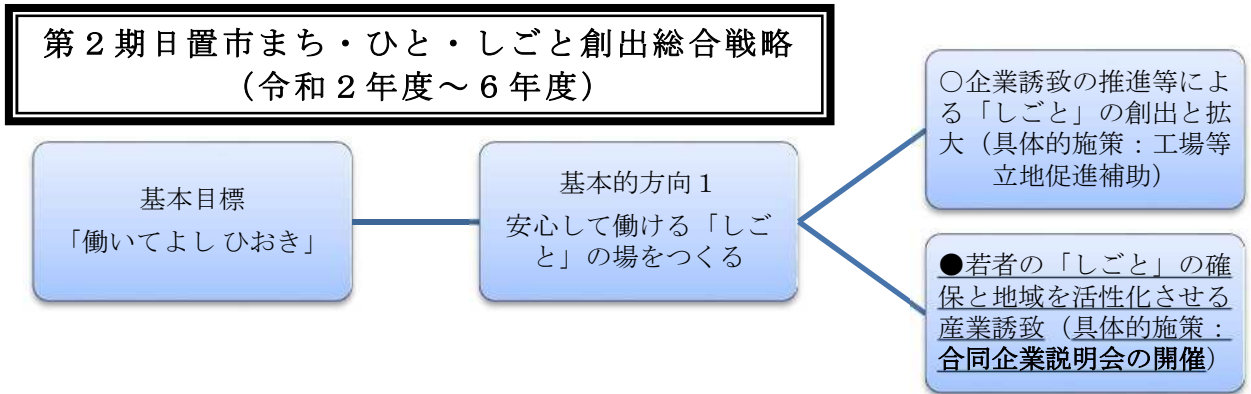 第２期日置市まち・ひと・しごと創出総合戦略
（令和２年度～６年度）
基本目標
「働いてよし ひおき」
基本的方向１
安心して働ける「しご
と」の場をつくる
○企業誘致の推進等によ
る「しごと」の創出と拡
大（具体的施策：工場等
立地促進補助）
●若者の「しごと」の確
保と地域を活性化させる
産業誘致（具体的施策：
合同企業説明会の開催）